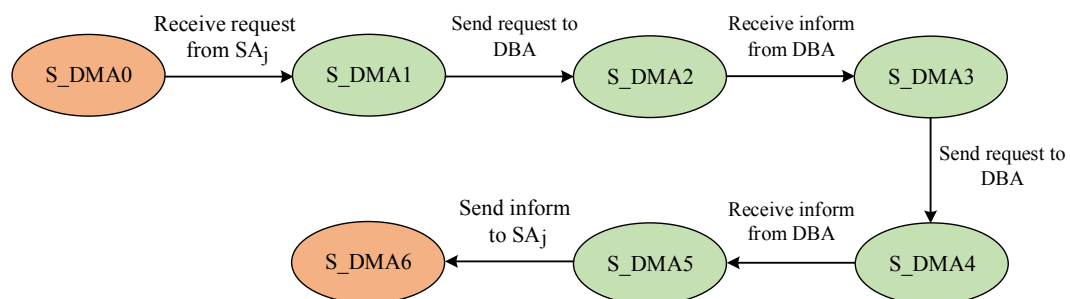 Receive request
from SAj
Send request to
DBA
Receive inform
from DBA
S_DMA0
S_DMA1
S_DMA2
S_DMA3
Send request to
DBA
Send inform
to SAj
Receive inform
from DBA
S_DMA6
S_DMA5
S_DMA4